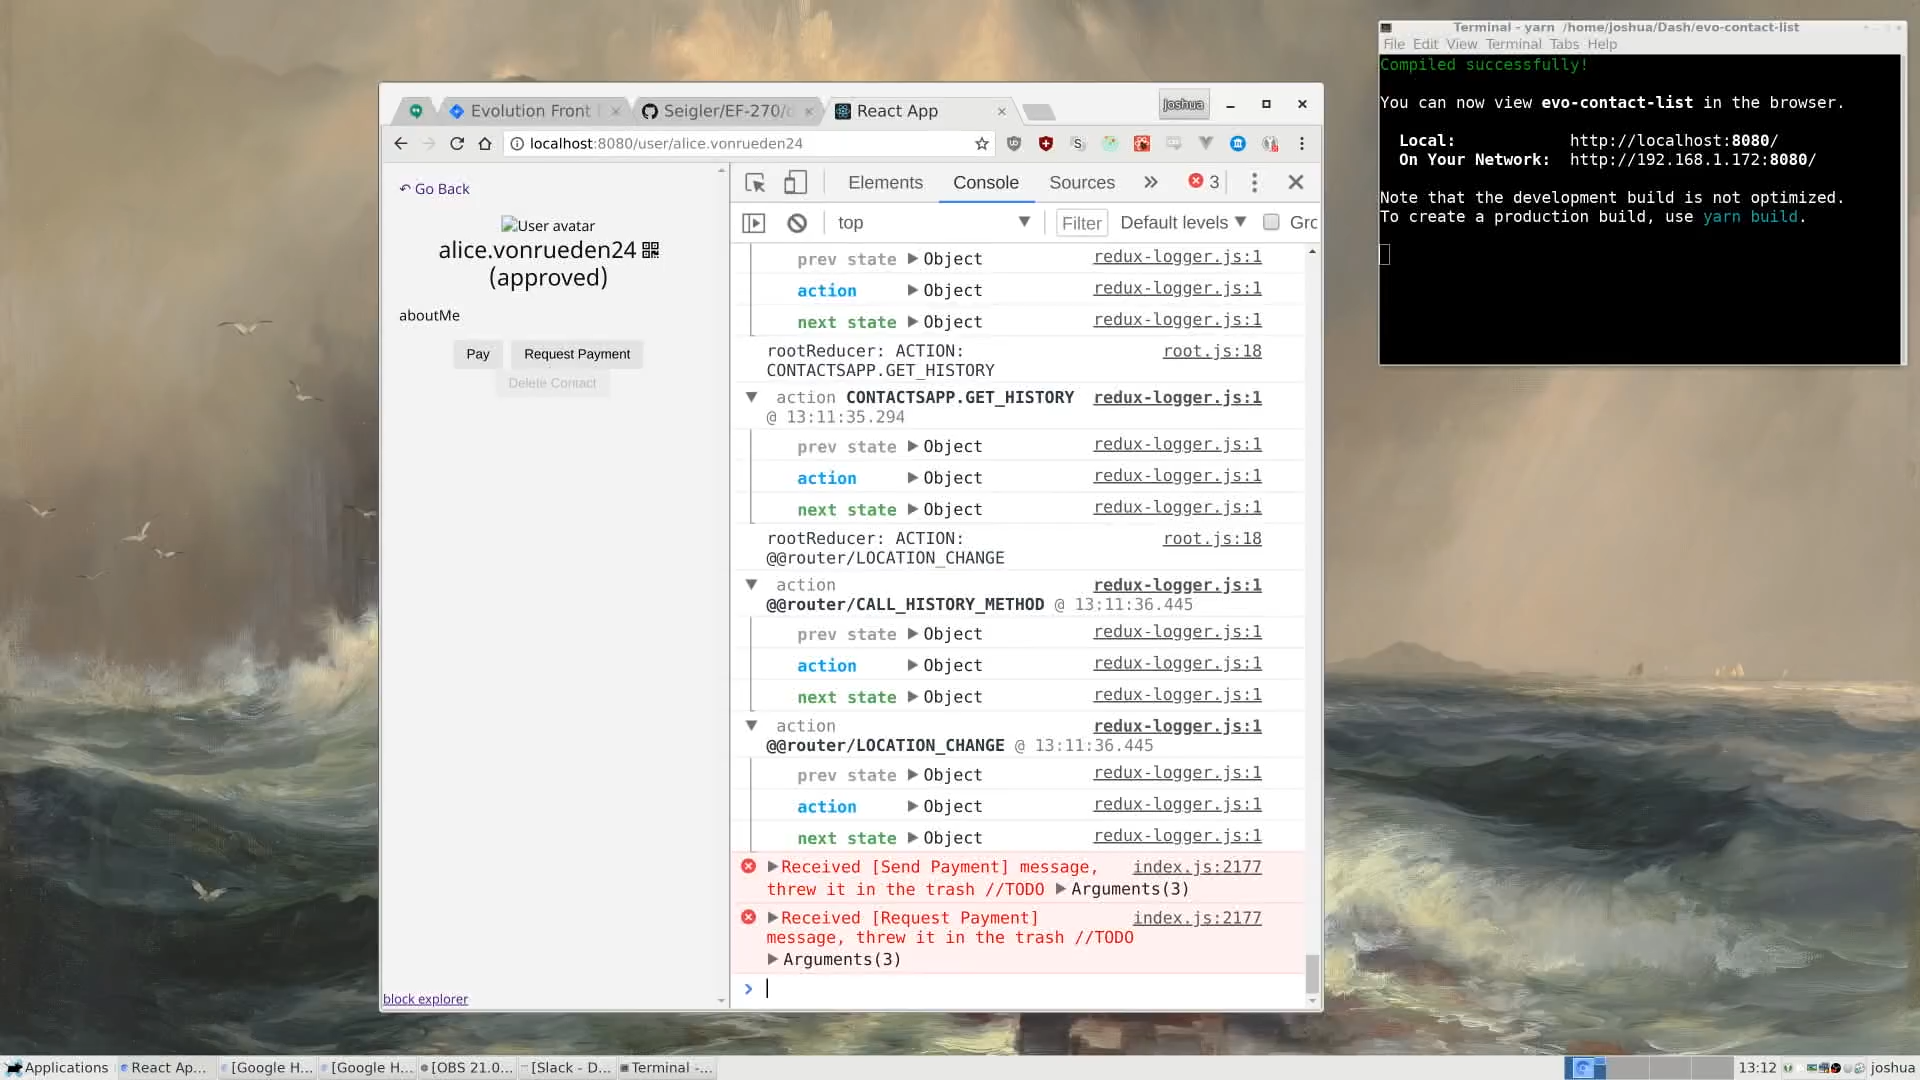 Terminal - yarn /home/joshua/Dash/evo-contact-list
File Edit View Terminal Tabs Help
Compiled successfully!
You can now view evo-contact-list in the browser.
Local: http://localhost:8080/
On Your Network: http://192.168.1.172:8080/
Note that the development build is not optimized.
To create a production build, use yarn build.
Evolution Front
Seigler/EF-270/
React App
joshua
localhost:8080/user/alice.vonrueden24
↶ Go Back
User avatar
alice.vonrueden24
(approved)
aboutMe
Pay Request Payment
Delete Contact
block explorer
Elements Console Sources » 3
top Filter Default levels Gro
prev state Object redux-logger.js:1
action Object redux-logger.js:1
next state Object redux-logger.js:1
rootReducer: ACTION: root.js:18
CONTACTSAPP.GET_HISTORY
action CONTACTSAPP.GET_HISTORY redux-logger.js:1
@ 13:11:35.294
prev state Object redux-logger.js:1
action Object redux-logger.js:1
next state Object redux-logger.js:1
rootReducer: ACTION: root.js:18
@@router/LOCATION_CHANGE
action redux-logger.js:1
@@router/CALL_HISTORY_METHOD @ 13:11:36.445
prev state Object redux-logger.js:1
action Object redux-logger.js:1
next state Object redux-logger.js:1
action redux-logger.js:1
@@router/LOCATION_CHANGE @ 13:11:36.445
prev state Object redux-logger.js:1
action Object redux-logger.js:1
next state Object redux-logger.js:1
Received [Send Payment] message, index.js:2177
threw it in the trash //TODO Arguments(3)
Received [Request Payment] index.js:2177
message, threw it in the trash //TODO
Arguments(3)
Applications React Ap... [Google H... [Google H... [OBS 21.0... [Slack - D... Terminal -... 13:12 joshua